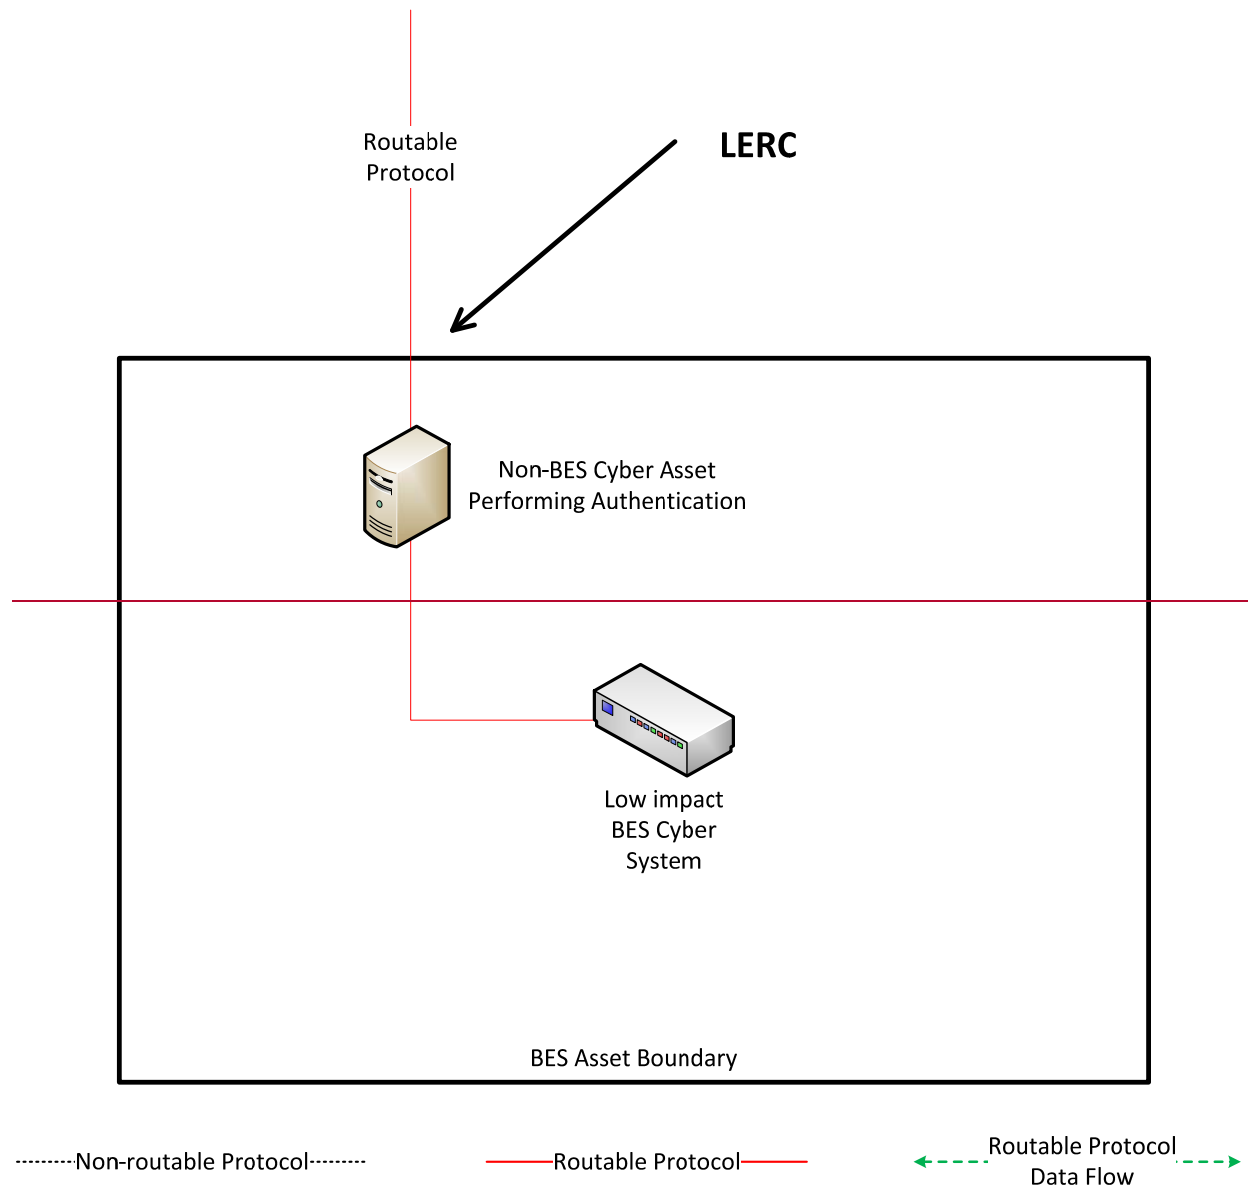 Routable
Protocol
LERC
Non-BES Cyber Asset
Performing Authentication
Low impact
BES Cyber
System
BES Asset Boundary
Non-routable Protocol
Routable Protocol
Routable Protocol
Data Flow